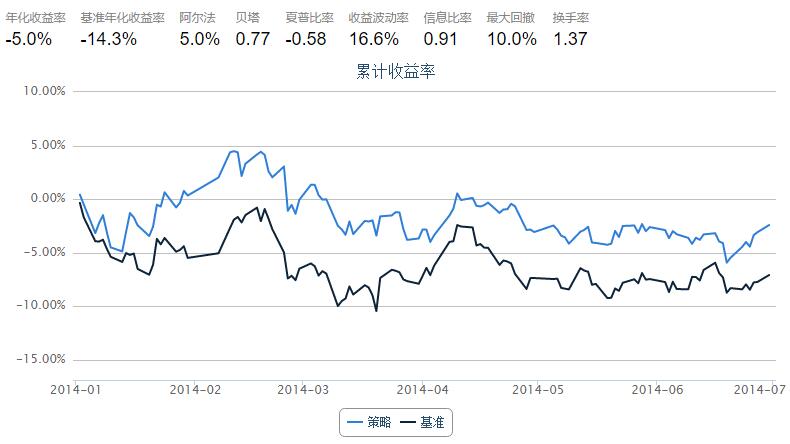 年化收益率 基准年化收益率 阿尔法 贝塔 夏普比率 收益波动率 信息比率 最大回撤 换手率
-5.0% -14.3% 5.0% 0.77 -0.58 16.6% 0.91 10.0% 1.37
累计收益率
10.00%
5.00%
0.00%
-5.00%
-10.00%
-15.00%
2014-01 2014-02 2014-03 2014-04 2014-05 2014-06 2014-07
策略 基准